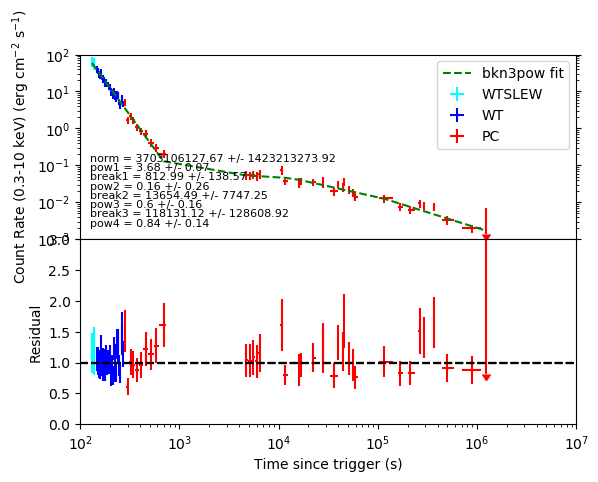 Count Rate (0.3-10 keV) (erg cm⁻² s⁻¹)
10²
10¹
10⁰
10⁻¹
10⁻²
10⁻³
bkn3pow fit
WTSLEW
WT
PC
norm = 3703106127.67 +/- 1423213273.92
pow1 = 3.68 +/- 0.07
break1 = 812.99 +/- 138.57
pow2 = 0.16 +/- 0.26
break2 = 13654.49 +/- 7747.25
pow3 = 0.6 +/- 0.16
break3 = 118131.12 +/- 128608.92
pow4 = 0.84 +/- 0.14
Residual
3.0
2.5
2.0
1.5
1.0
0.5
0.0
10² 10³ 10⁴ 10⁵ 10⁶ 10⁷
Time since trigger (s)